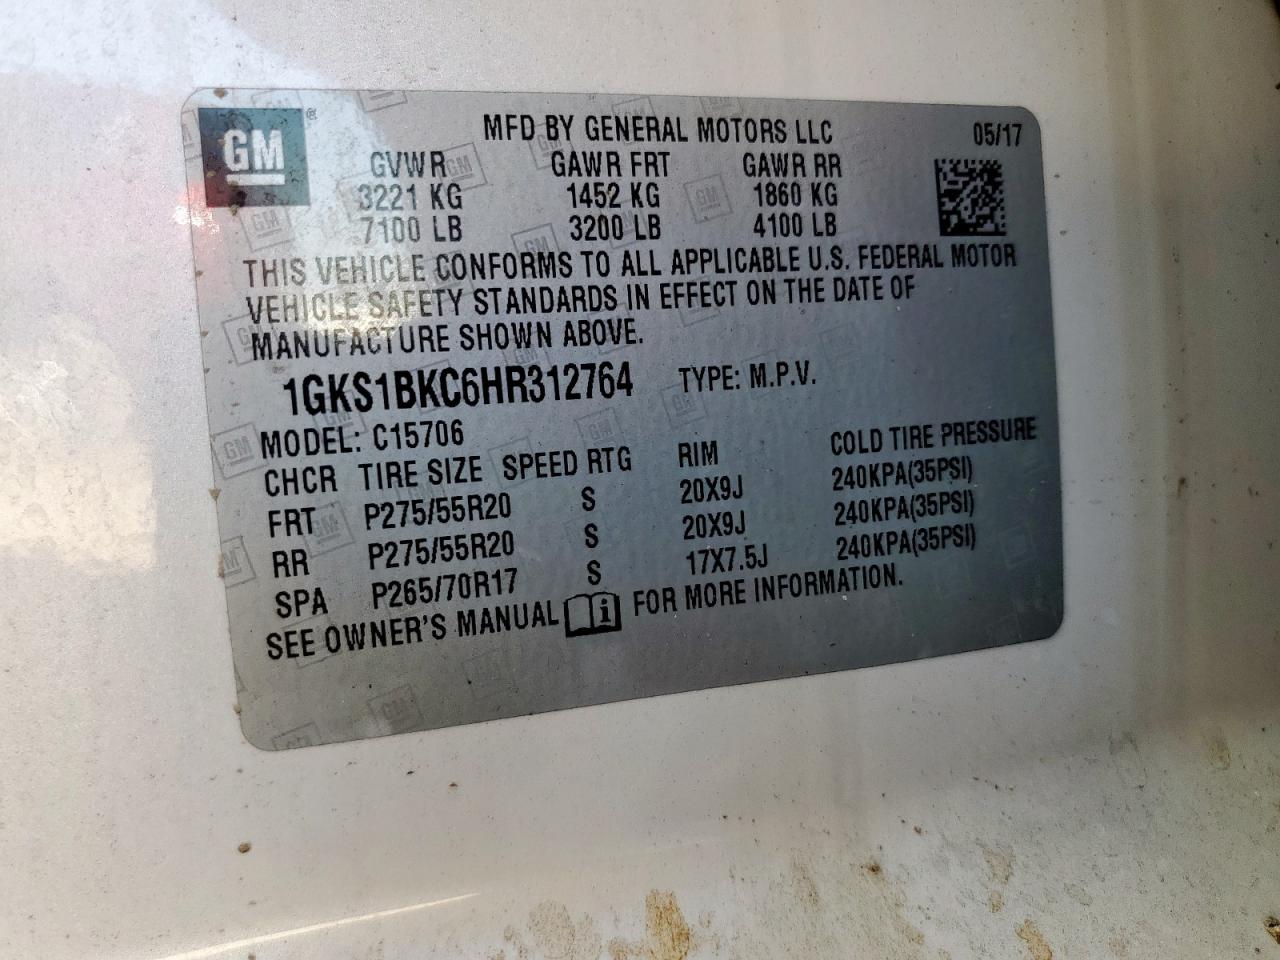 GM ®
MFD BY GENERAL MOTORS LLC 05/17
GVWR GAWR FRT GAWR RR
3221 KG 1452 KG 1860 KG
7100 LB 3200 LB 4100 LB
THIS VEHICLE CONFORMS TO ALL APPLICABLE U.S. FEDERAL MOTOR
VEHICLE SAFETY STANDARDS IN EFFECT ON THE DATE OF
MANUFACTURE SHOWN ABOVE.
1GKS1BKC6HR312764 TYPE: M.P.V.
MODEL: C15706
CHCR TIRE SIZE SPEED RTG RIM COLD TIRE PRESSURE
FRT P275/55R20 S 20X9J 240KPA(35PSI)
RR P275/55R20 S 20X9J 240KPA(35PSI)
SPA P265/70R17 S 17X7.5J 240KPA(35PSI)
SEE OWNER'S MANUAL i FOR MORE INFORMATION.